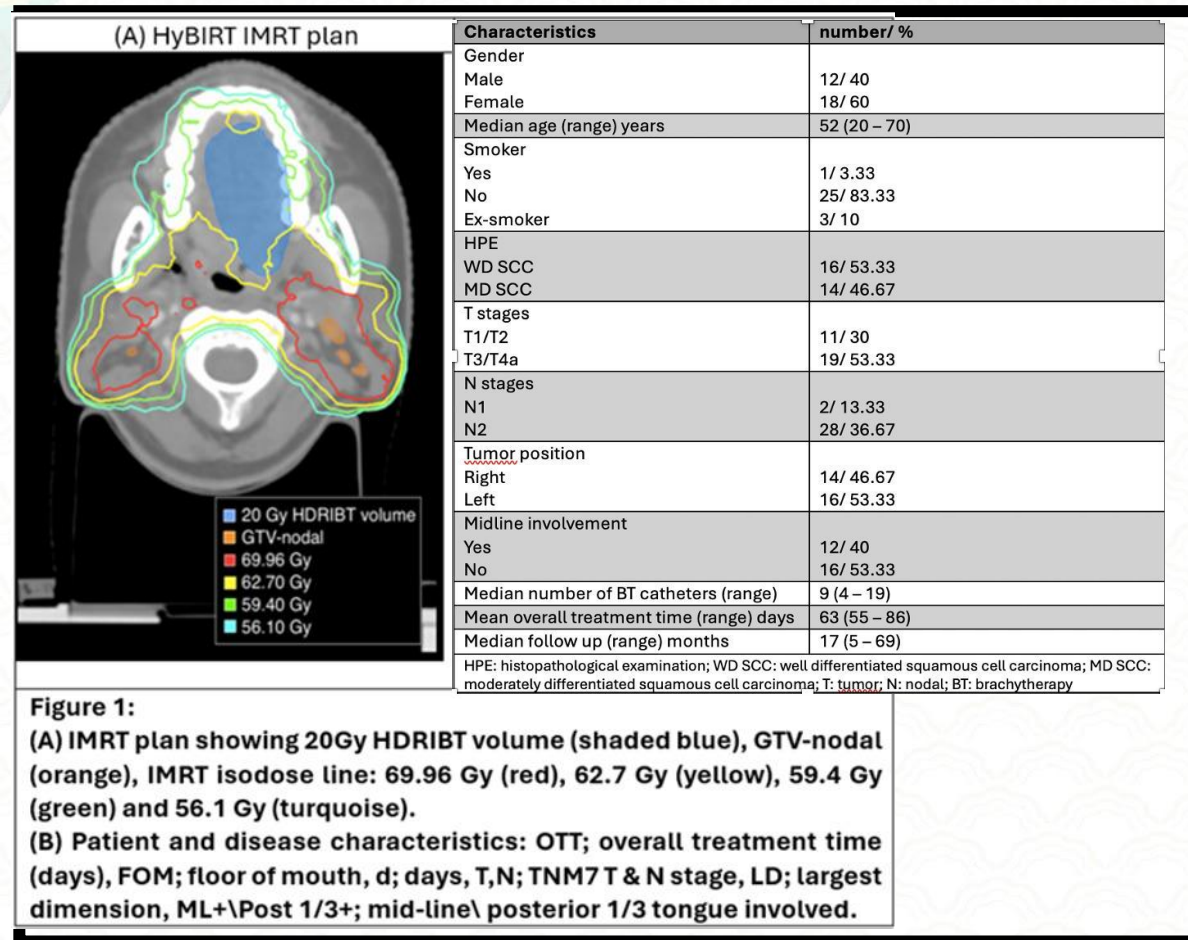 (A) HyBIRT IMRT plan
20 Gy HDRIBT volume
GTV-nodal
69.96 Gy
62.70 Gy
59.40 Gy
56.10 Gy
Characteristics number/ %
Gender
Male 12/ 40
Female 18/ 60
Median age (range) years 52 (20 – 70)
Smoker
Yes 1/ 3.33
No 25/ 83.33
Ex-smoker 3/ 10
HPE
WD SCC 16/ 53.33
MD SCC 14/ 46.67
T stages
T1/T2 11/ 30
T3/T4a 19/ 53.33
N stages
N1 2/ 13.33
N2 28/ 36.67
Tumor position
Right 14/ 46.67
Left 16/ 53.33
Midline involvement
Yes 12/ 40
No 16/ 53.33
Median number of BT catheters (range) 9 (4 – 19)
Mean overall treatment time (range) days 63 (55 – 86)
Median follow up (range) months 17 (5 – 69)
HPE: histopathological examination; WD SCC: well differentiated squamous cell carcinoma; MD SCC:
moderately differentiated squamous cell carcinoma; T: tumor; N: nodal; BT: brachytherapy
Figure 1:
(A) IMRT plan showing 20Gy HDRIBT volume (shaded blue), GTV-nodal
(orange), IMRT isodose line: 69.96 Gy (red), 62.7 Gy (yellow), 59.4 Gy
(green) and 56.1 Gy (turquoise).
(B) Patient and disease characteristics: OTT; overall treatment time
(days), FOM; floor of mouth, d; days, T,N; TNM7 T & N stage, LD; largest
dimension, ML+\Post 1/3+; mid-line\ posterior 1/3 tongue involved.